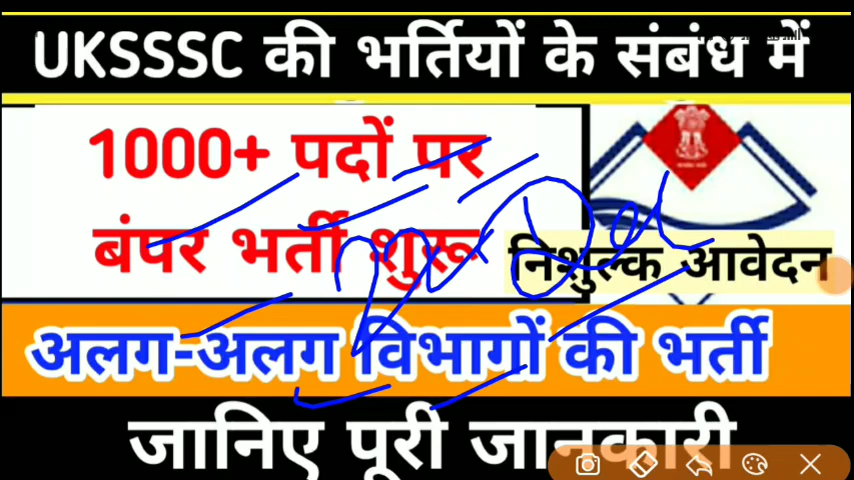 UKSSSC की भर्तियों के संबंध में
1000+ पदों पर
बंपर भर्ती शुरू
निशुल्क आवेदन
अलग-अलग विभागों की भर्ती
जानिए पूरी जानकारी